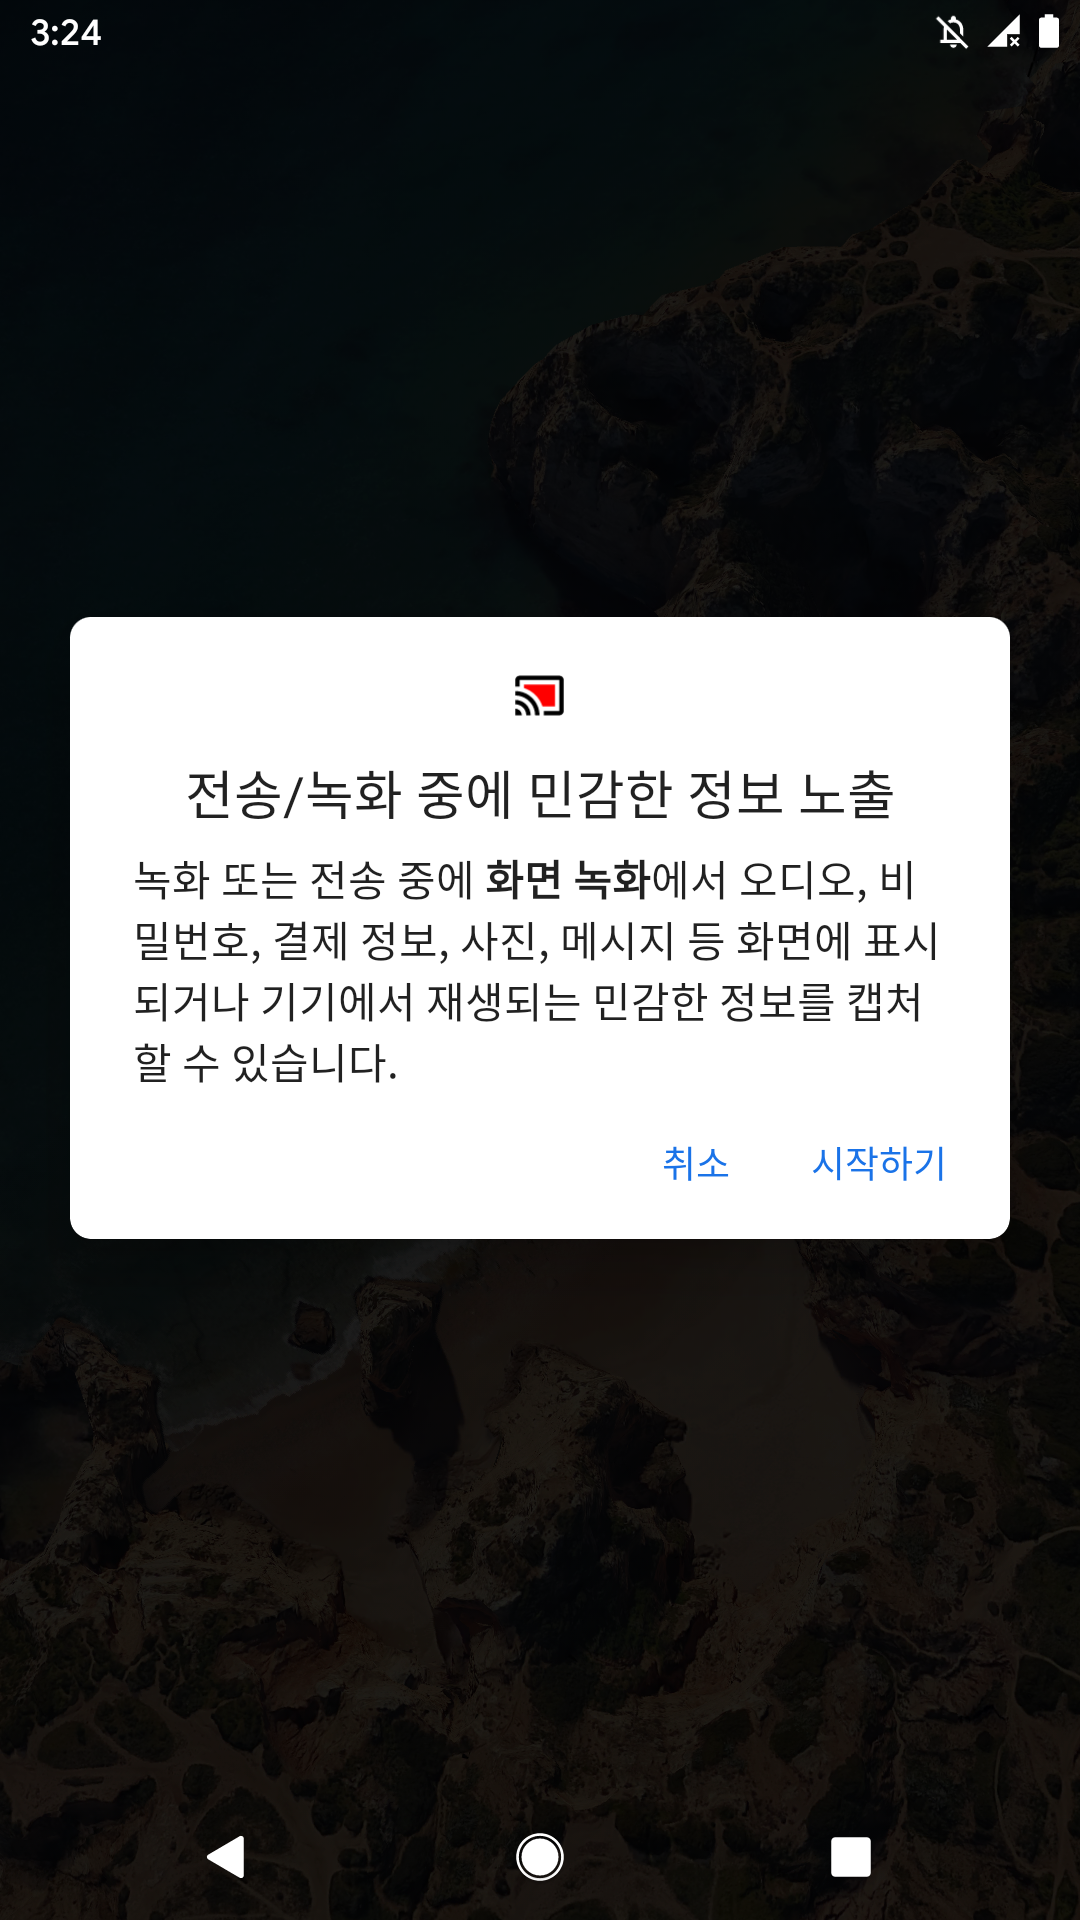 3:24
전송/녹화 중에 민감한 정보 노출
녹화 또는 전송 중에 화면 녹화에서 오디오, 비
밀번호, 결제 정보, 사진, 메시지 등 화면에 표시
되거나 기기에서 재생되는 민감한 정보를 캡처
할 수 있습니다.
취소 시작하기